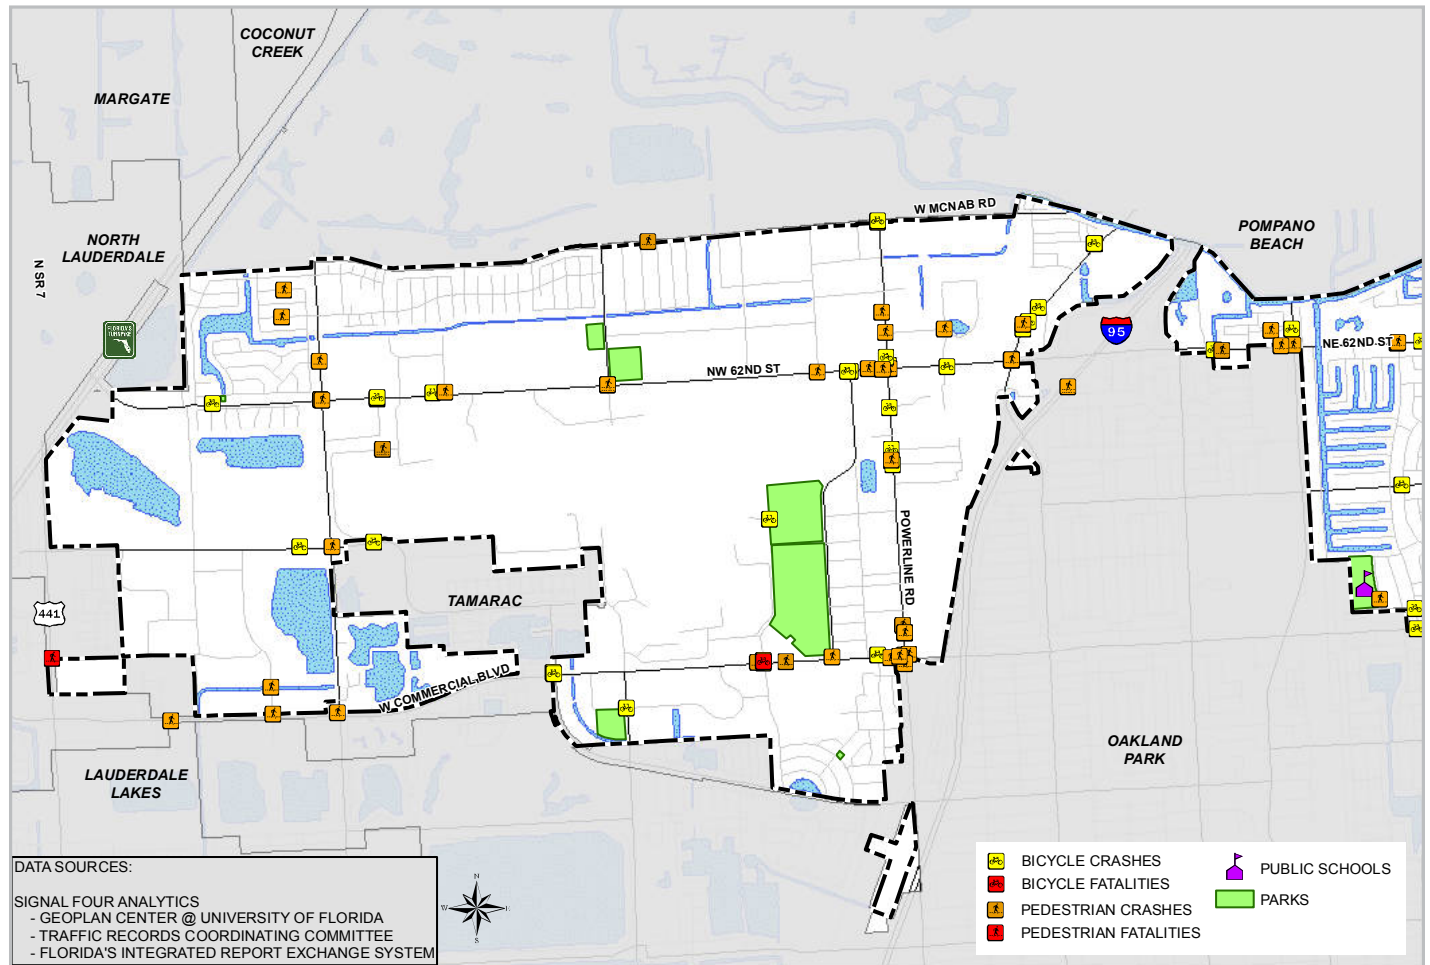 COCONUT
CREEK
MARGATE
W MCNAB RD
POMPANO
BEACH
NORTH
LAUDERDALE
N SR 7
FLORIDA'S
TURNPIKE
95
NE 62ND ST
NW 62ND ST
POWERLINE RD
TAMARAC
441
W COMMERCIAL BLVD
OAKLAND
PARK
LAUDERDALE
LAKES
DATA SOURCES:
SIGNAL FOUR ANALYTICS
- GEOPLAN CENTER @ UNIVERSITY OF FLORIDA
- TRAFFIC RECORDS COORDINATING COMMITTEE
- FLORIDA'S INTEGRATED REPORT EXCHANGE SYSTEM
N
W
E
S
BICYCLE CRASHES
BICYCLE FATALITIES
PEDESTRIAN CRASHES
PEDESTRIAN FATALITIES
PUBLIC SCHOOLS
PARKS